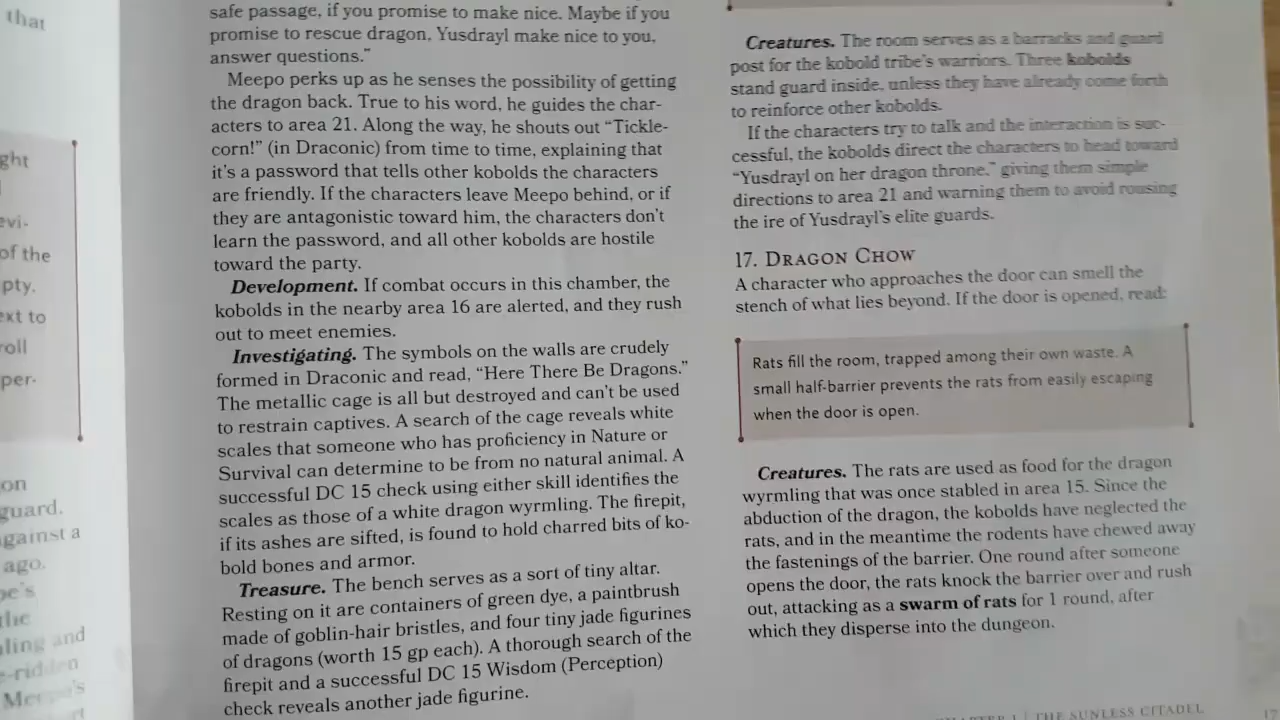 that
ght
evi-
of the
pty.
ext to
roll
per-
on
guard.
against a
ago.
the
ling and
safe passage, if you promise to make nice. Maybe if you
promise to rescue dragon, Yusdrayl make nice to you,
answer questions."
Meepo perks up as he senses the possibility of getting
the dragon back. True to his word, he guides the char-
acters to area 21. Along the way, he shouts out “Tickle-
corn!” (in Draconic) from time to time, explaining that
it’s a password that tells other kobolds the characters
are friendly. If the characters leave Meepo behind, or if
they are antagonistic toward him, the characters don’t
learn the password, and all other kobolds are hostile
toward the party.
Development. If combat occurs in this chamber, the
kobolds in the nearby area 16 are alerted, and they rush
out to meet enemies.
Investigating. The symbols on the walls are crudely
formed in Draconic and read, “Here There Be Dragons.”
The metallic cage is all but destroyed and can’t be used
to restrain captives. A search of the cage reveals white
scales that someone who has proficiency in Nature or
Survival can determine to be from no natural animal. A
successful DC 15 check using either skill identifies the
scales as those of a white dragon wyrmling. The firepit,
if its ashes are sifted, is found to hold charred bits of ko-
bold bones and armor.
Treasure. The bench serves as a sort of tiny altar.
Resting on it are containers of green dye, a paintbrush
made of goblin-hair bristles, and four tiny jade figurines
of dragons (worth 15 gp each). A thorough search of the
firepit and a successful DC 15 Wisdom (Perception)
check reveals another jade figurine.
Creatures. The room serves as a barracks and guard
post for the kobold tribe’s warriors. Three kobolds
stand guard inside, unless they have already come forth
to reinforce other kobolds.
If the characters try to talk and the interaction is suc-
cessful, the kobolds direct the characters to head toward
“Yusdrayl on her dragon throne,” giving them simple
directions to area 21 and warning them to avoid rousing
the ire of Yusdrayl’s elite guards.
17. DRAGON CHOW
A character who approaches the door can smell the
stench of what lies beyond. If the door is opened, read:
Rats fill the room, trapped among their own waste. A
small half-barrier prevents the rats from easily escaping
when the door is open.
Creatures. The rats are used as food for the dragon
wyrmling that was once stabled in area 15. Since the
abduction of the dragon, the kobolds have neglected the
rats, and in the meantime the rodents have chewed away
the fastenings of the barrier. One round after someone
opens the door, the rats knock the barrier over and rush
out, attacking as a swarm of rats for 1 round, after
which they disperse into the dungeon.
THE SUNLESS CITADEL